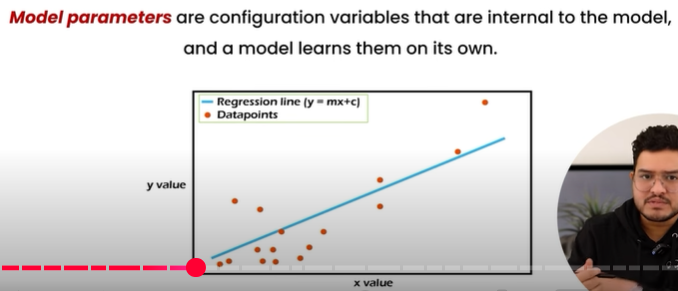 Model parameters are configuration variables that are internal to the model,
and a model learns them on its own.
Regression line (y = mx+c)
Datapoints
y value
x value